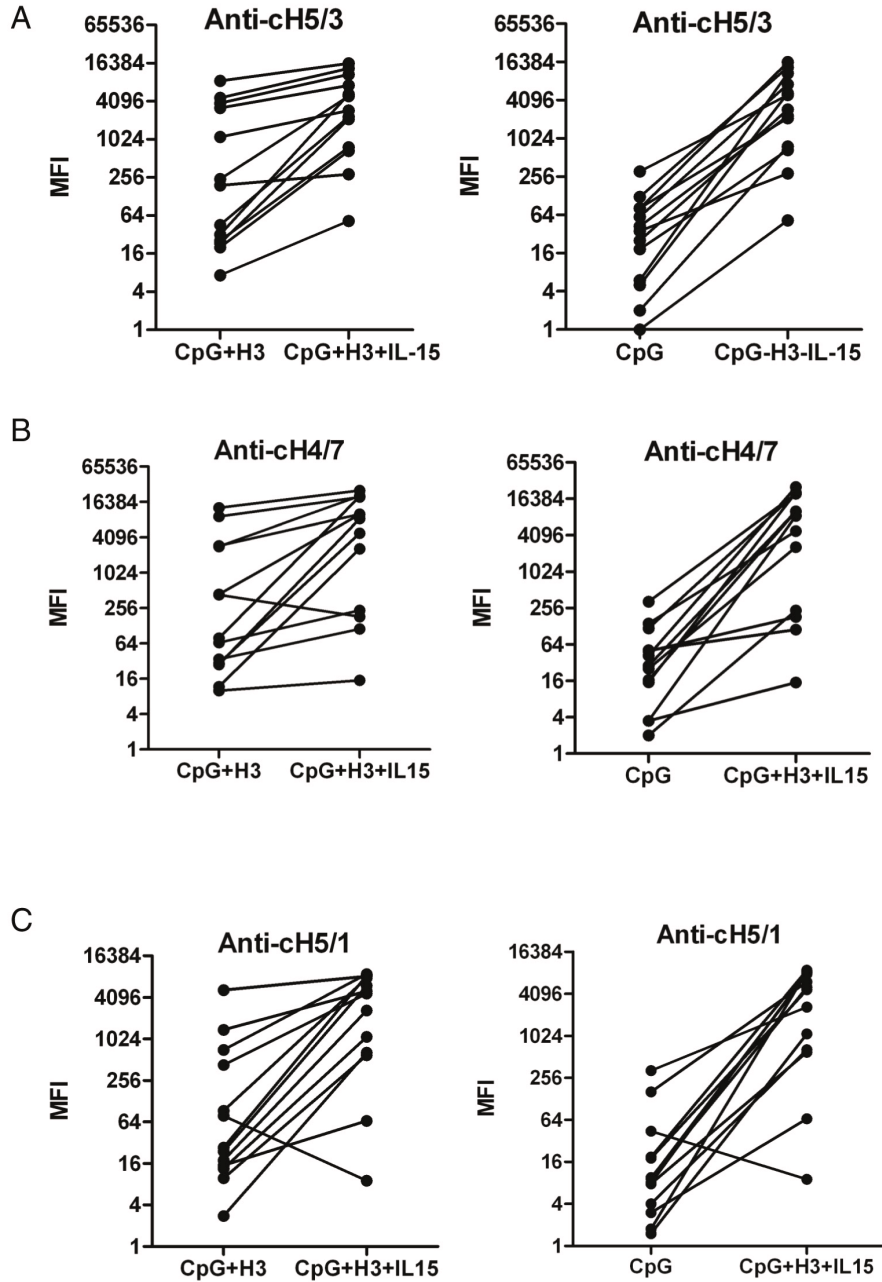 A
Anti-cH5/3
65536
16384
4096
1024
256
64
16
4
1
MFI
CpG+H3 CpG+H3+IL-15
Anti-cH5/3
65536
16384
4096
1024
256
64
16
4
1
MFI
CpG CpG-H3-IL-15
B
Anti-cH4/7
65536
16384
4096
1024
256
64
16
4
1
MFI
CpG+H3 CpG+H3+IL15
Anti-cH4/7
65536
16384
4096
1024
256
64
16
4
1
MFI
CpG CpG+H3+IL15
C
Anti-cH5/1
16384
4096
1024
256
64
16
4
1
MFI
CpG+H3 CpG+H3+IL15
Anti-cH5/1
16384
4096
1024
256
64
16
4
1
MFI
CpG CpG+H3+IL15